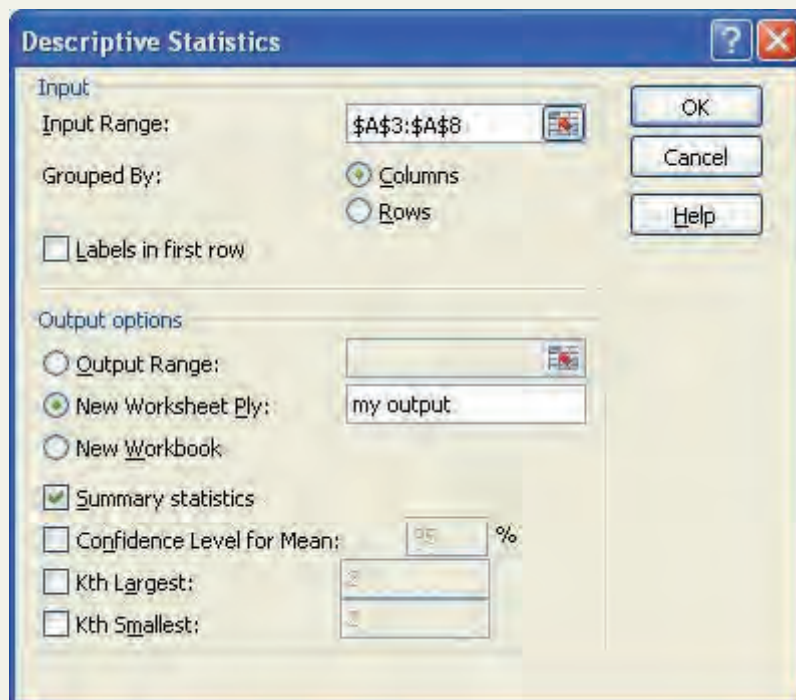 Descriptive Statistics
Input
Input Range: $A$3:$A$8
OK
Cancel
Grouped By: Columns
Rows
Help
Labels in first row
Output options
Output Range:
New Worksheet Ply: my output
New Workbook
Summary statistics
Confidence Level for Mean: 95 %
Kth Largest:
Kth Smallest: